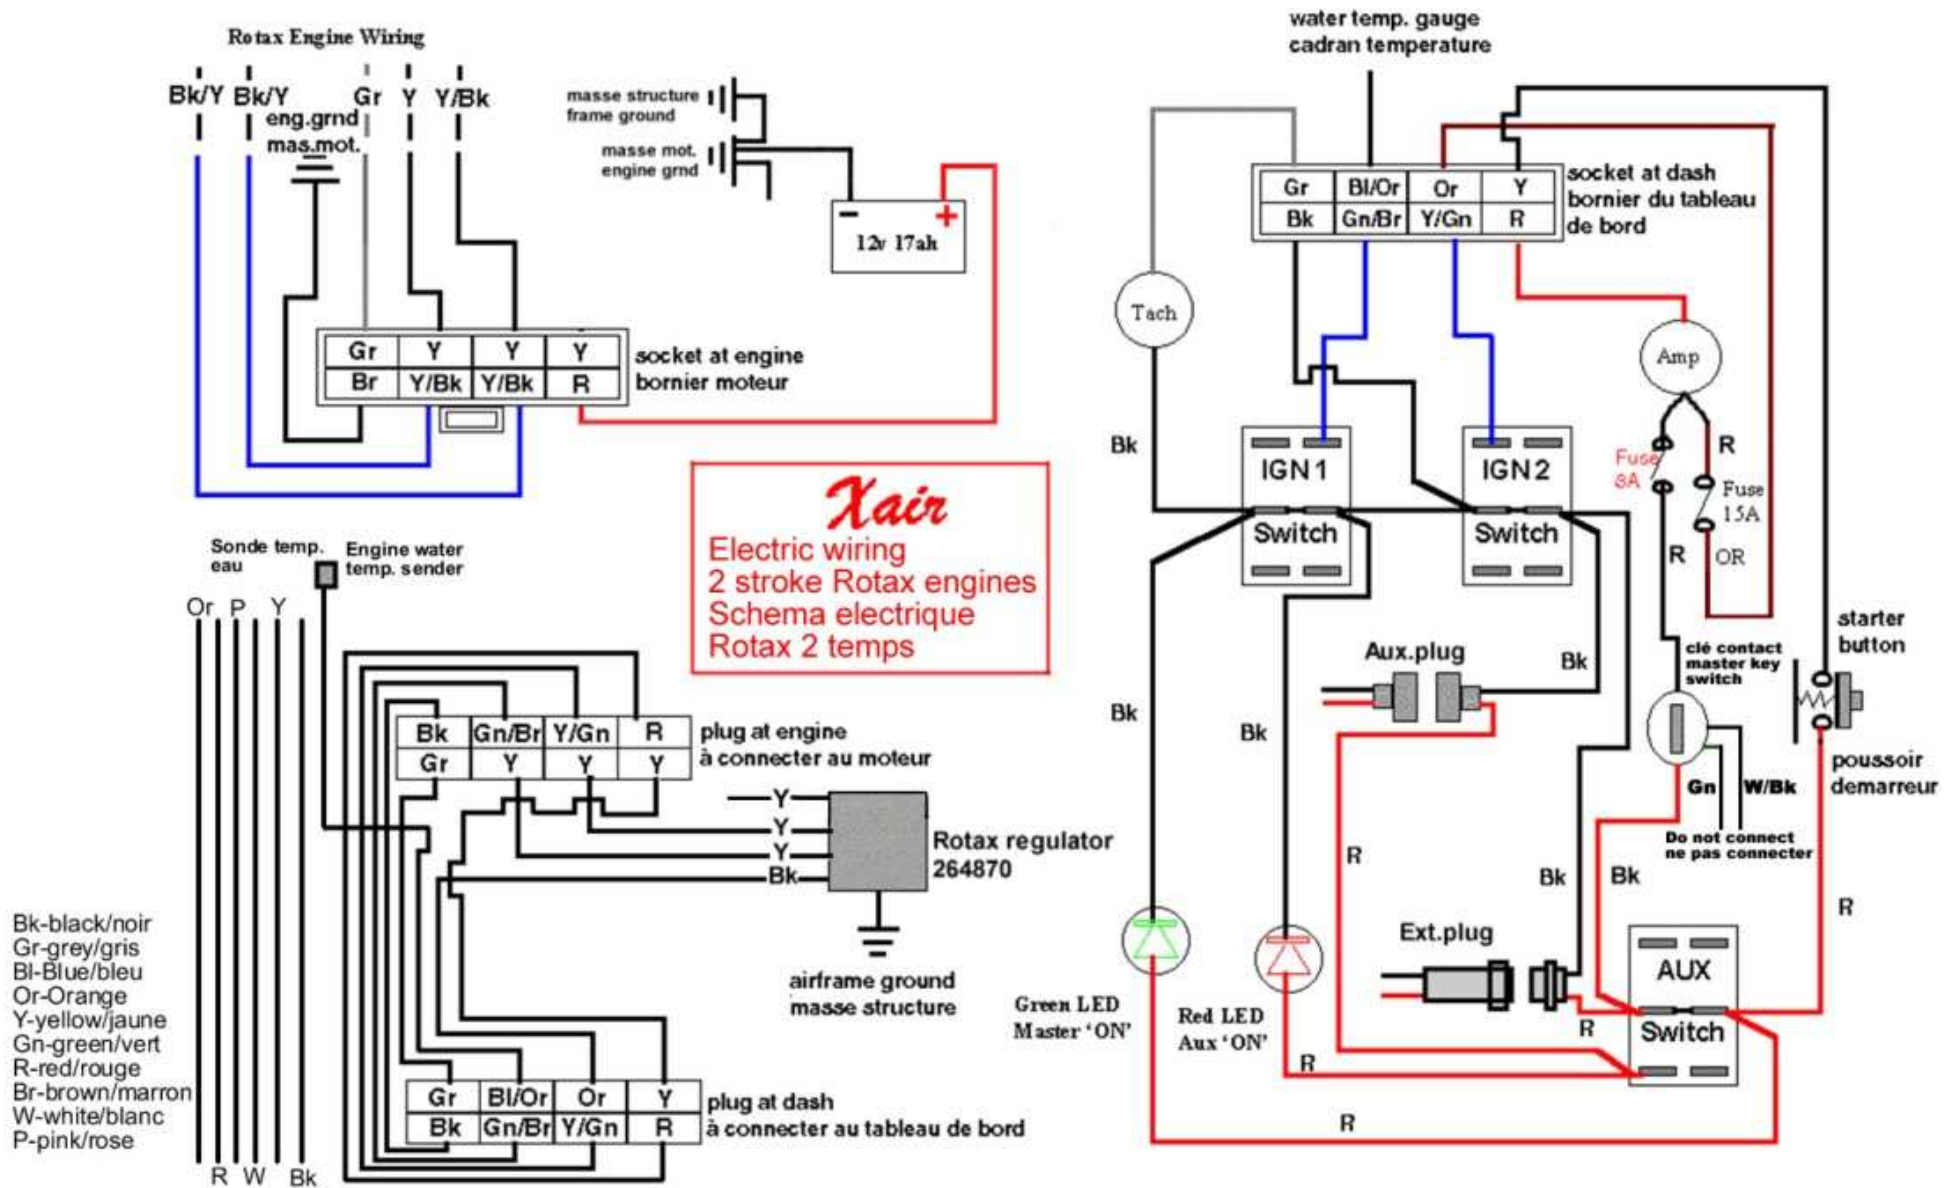 Rotax Engine Wiring
Bk/Y Bk/Y Gr Y Y/Bk
eng.grnd
mas.mot.
masse structure
frame ground
masse mot.
engine grnd
- +
12v 17ah
Gr Y Y Y
Br Y/Bk Y/Bk R
socket at engine
bornier moteur
Xair
Electric wiring
2 stroke Rotax engines
Schema electrique
Rotax 2 temps
Sonde temp.
eau
Engine water
temp. sender
Or P Y
R W Bk
Bk Gn/Br Y/Gn R
Gr Y Y Y
plug at engine
à connecter au moteur
Y
Y
Y
Bk
Rotax regulator
264870
airframe ground
masse structure
Gr Bl/Or Or Y
Bk Gn/Br Y/Gn R
plug at dash
à connecter au tableau de bord
Bk-black/noir
Gr-grey/gris
Bl-Blue/bleu
Or-Orange
Y-yellow/jaune
Gn-green/vert
R-red/rouge
Br-brown/marron
W-white/blanc
P-pink/rose
water temp. gauge
cadran temperature
Gr Bl/Or Or Y
Bk Gn/Br Y/Gn R
socket at dash
bornier du tableau
de bord
Tach
Amp
Bk
IGN1
Switch
IGN2
Switch
Fuse
3A
R
Fuse
15A
R
OR
starter
button
clé contact
master key
switch
Aux.plug
Bk
Bk
Bk
Gn W/Bk
Do not connect
ne pas connecter
poussoir
demarreur
R
Bk
Bk
R
Ext.plug
AUX
Switch
R
Green LED
Master ‘ON’
Red LED
Aux ‘ON’
R
R